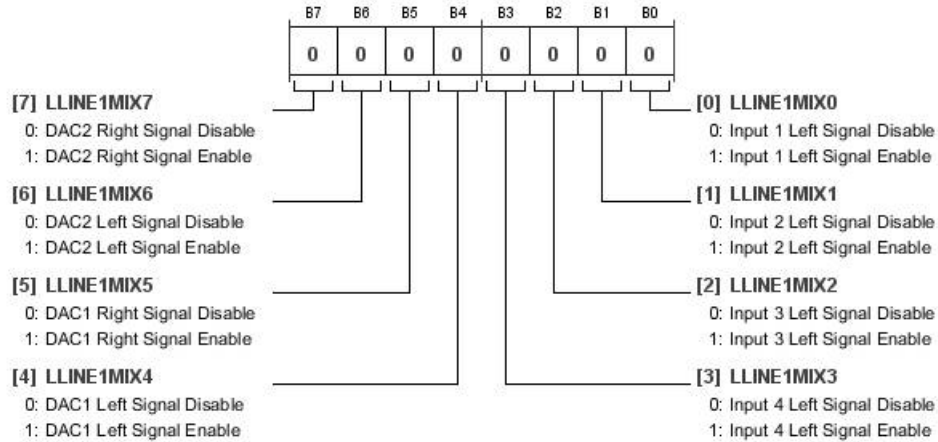 B7 B6 B5 B4 B3 B2 B1 B0
0 0 0 0 0 0 0 0
[7] LLINE1MIX7
0: DAC2 Right Signal Disable
1: DAC2 Right Signal Enable
[6] LLINE1MIX6
0: DAC2 Left Signal Disable
1: DAC2 Left Signal Enable
[5] LLINE1MIX5
0: DAC1 Right Signal Disable
1: DAC1 Right Signal Enable
[4] LLINE1MIX4
0: DAC1 Left Signal Disable
1: DAC1 Left Signal Enable
[0] LLINE1MIX0
0: Input 1 Left Signal Disable
1: Input 1 Left Signal Enable
[1] LLINE1MIX1
0: Input 2 Left Signal Disable
1: Input 2 Left Signal Enable
[2] LLINE1MIX2
0: Input 3 Left Signal Disable
1: Input 3 Left Signal Enable
[3] LLINE1MIX3
0: Input 4 Left Signal Disable
1: Input 4 Left Signal Enable